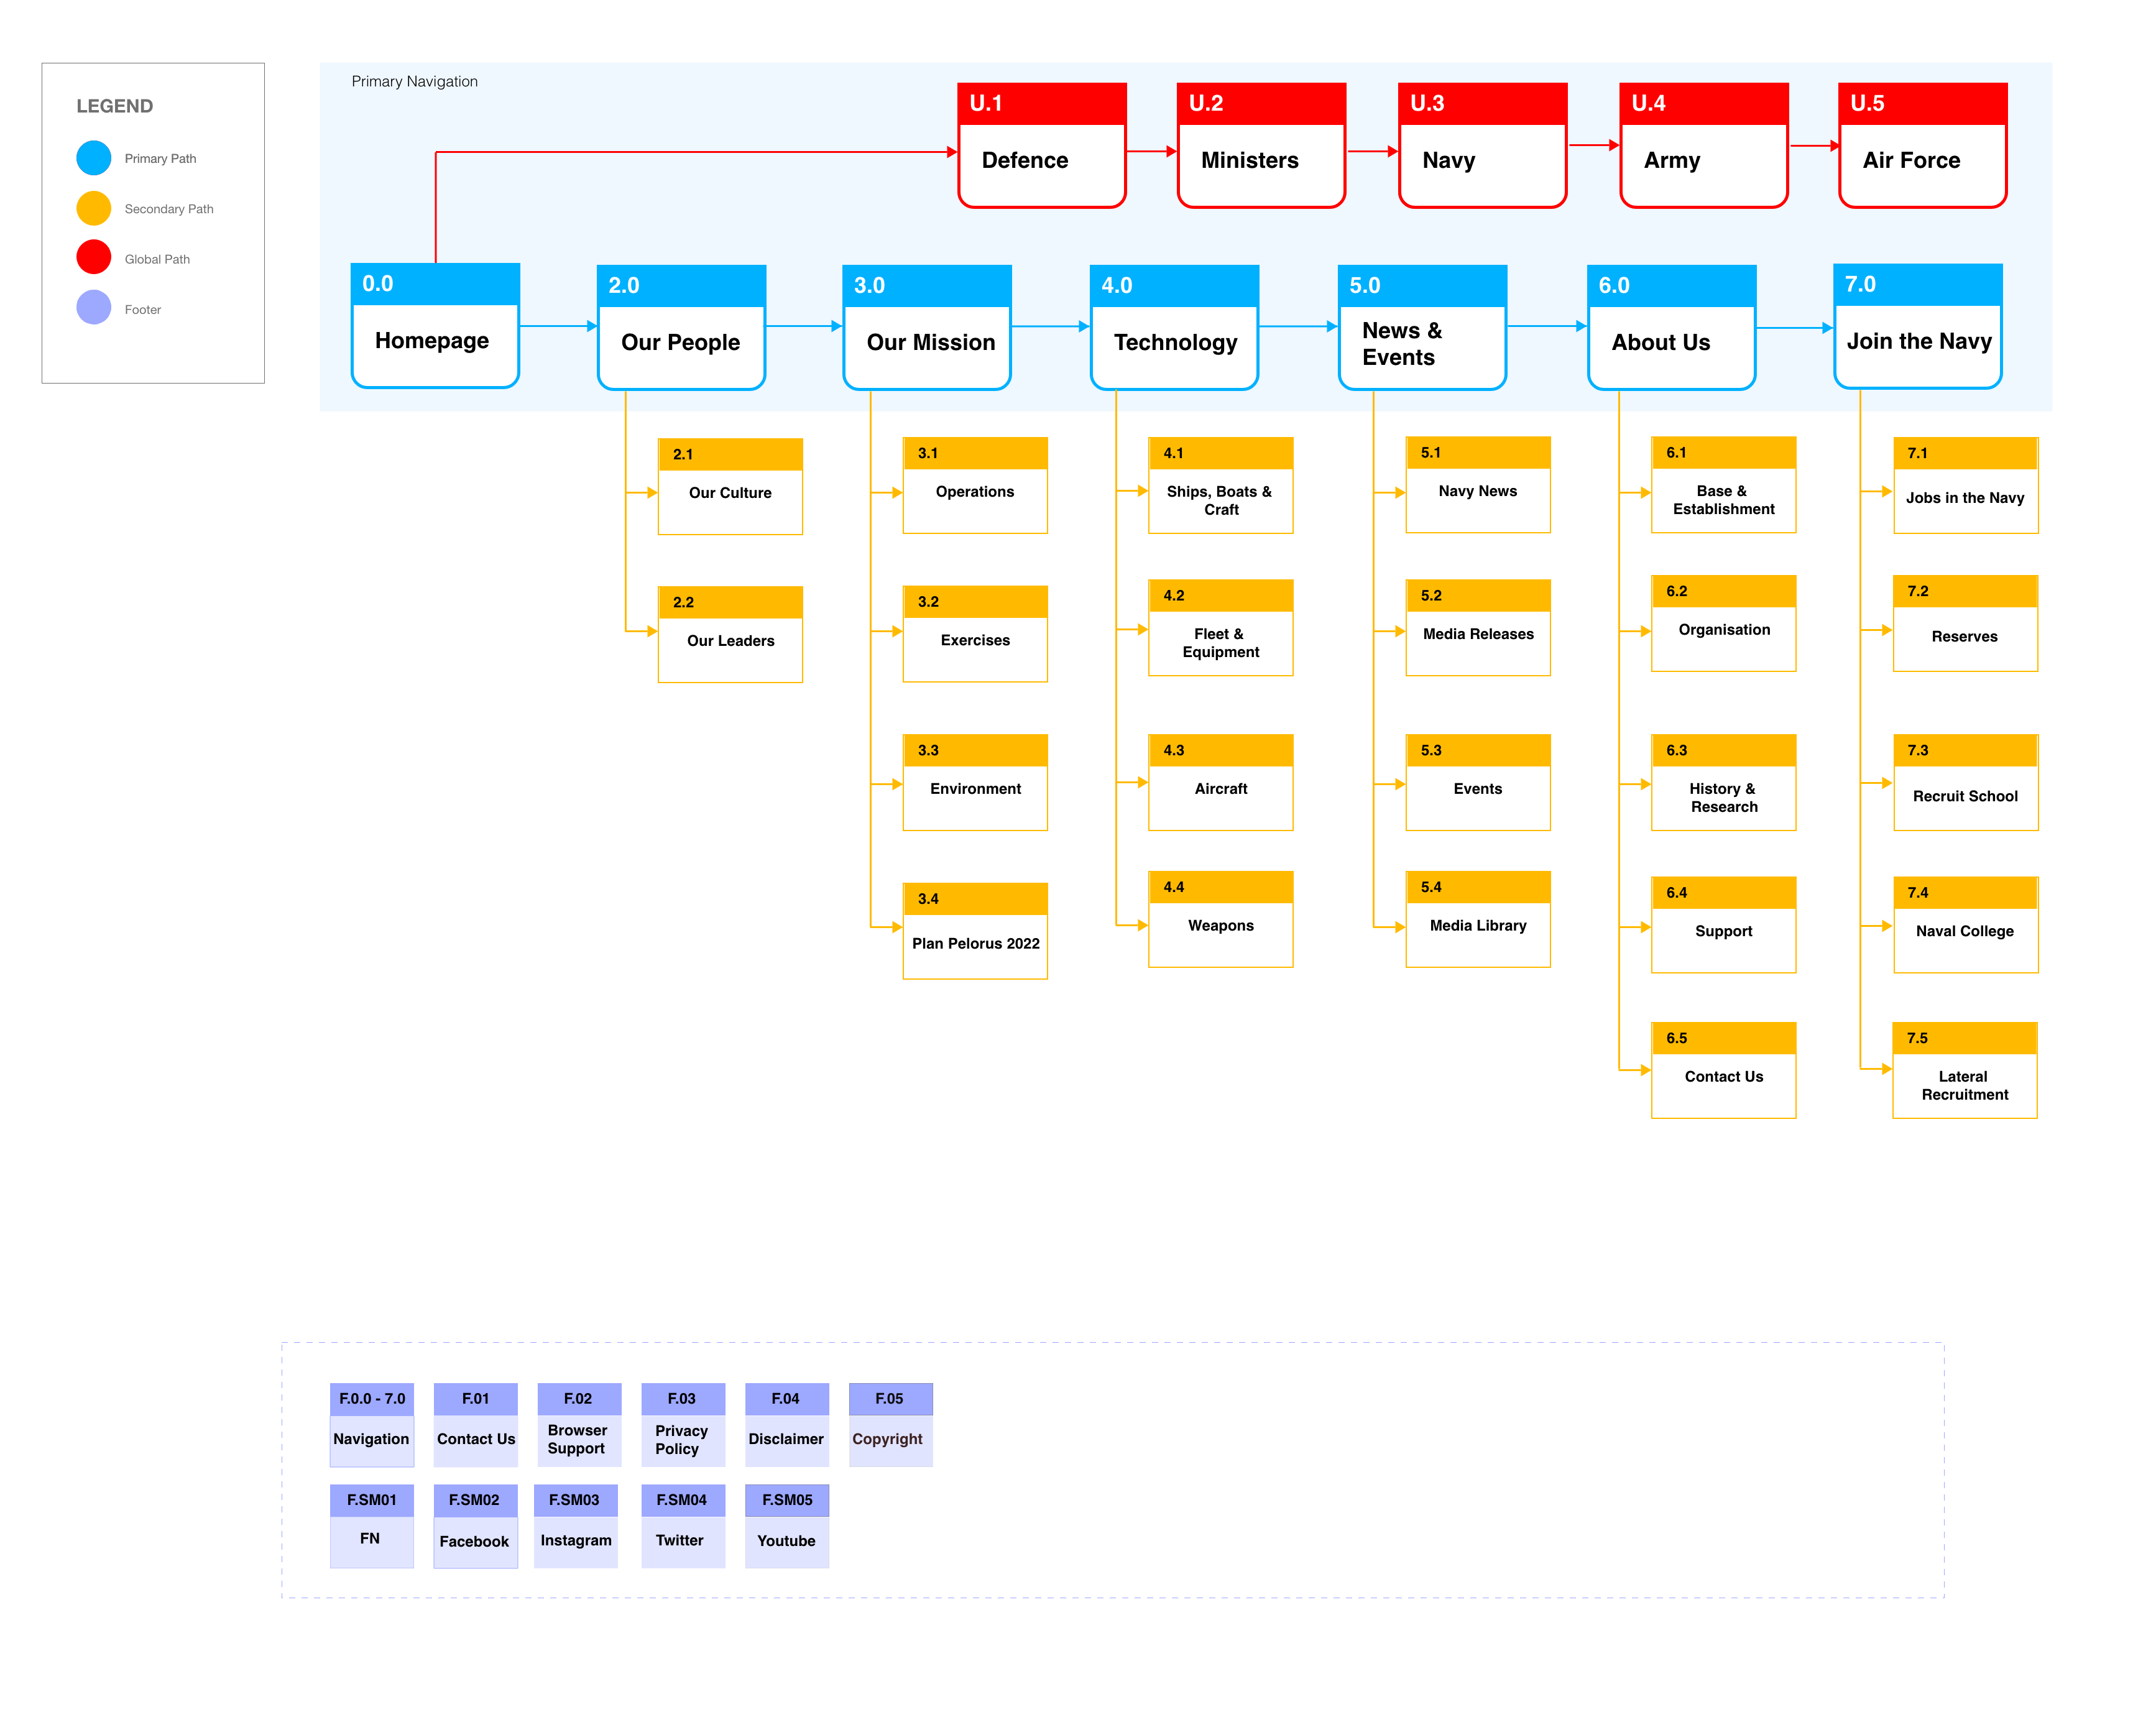 LEGEND
Primary Path
Secondary Path
Global Path
Footer
Primary Navigation
U.1
Defence
U.2
Ministers
U.3
Navy
U.4
Army
U.5
Air Force
0.0
Homepage
2.0
Our People
3.0
Our Mission
4.0
Technology
5.0
News &
Events
6.0
About Us
7.0
Join the Navy
2.1
Our Culture
2.2
Our Leaders
3.1
Operations
3.2
Exercises
3.3
Environment
3.4
Plan Pelorus 2022
4.1
Ships, Boats &
Craft
4.2
Fleet &
Equipment
4.3
Aircraft
4.4
Weapons
5.1
Navy News
5.2
Media Releases
5.3
Events
5.4
Media Library
6.1
Base &
Establishment
6.2
Organisation
6.3
History &
Research
6.4
Support
6.5
Contact Us
7.1
Jobs in the Navy
7.2
Reserves
7.3
Recruit School
7.4
Naval College
7.5
Lateral
Recruitment
F.0.0 - 7.0
Navigation
F.01
Contact Us
F.02
Browser
Support
F.03
Privacy
Policy
F.04
Disclaimer
F.05
Copyright
F.SM01
FN
F.SM02
Facebook
F.SM03
Instagram
F.SM04
Twitter
F.SM05
Youtube